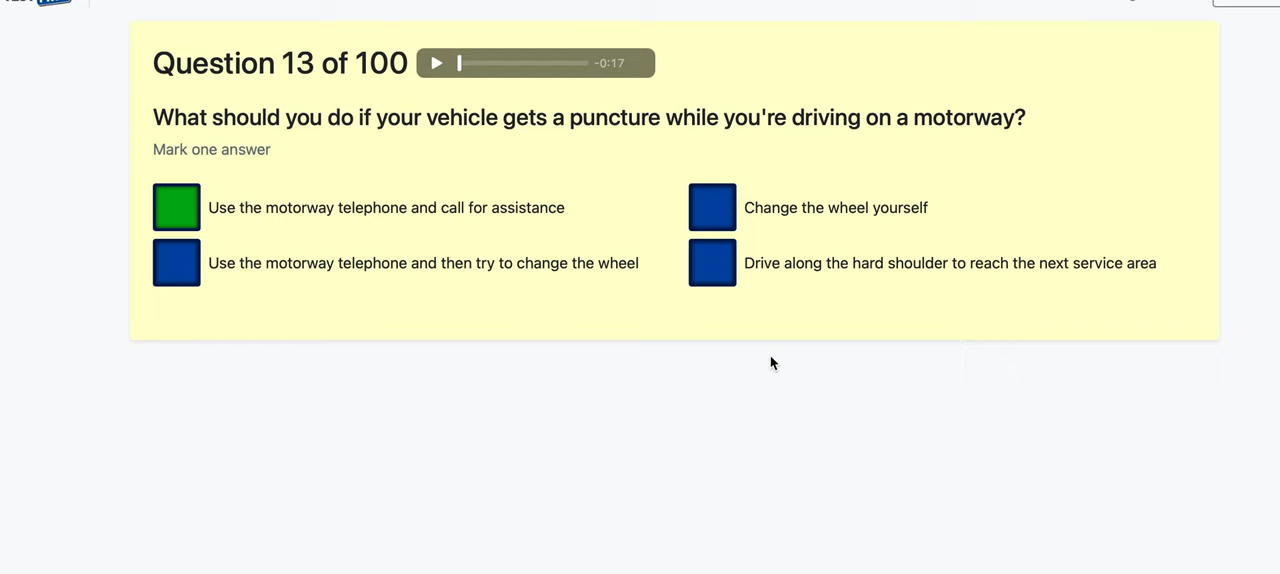 Question 13 of 100
-0:17
What should you do if your vehicle gets a puncture while you're driving on a motorway?
Mark one answer
Use the motorway telephone and call for assistance
Change the wheel yourself
Use the motorway telephone and then try to change the wheel
Drive along the hard shoulder to reach the next service area